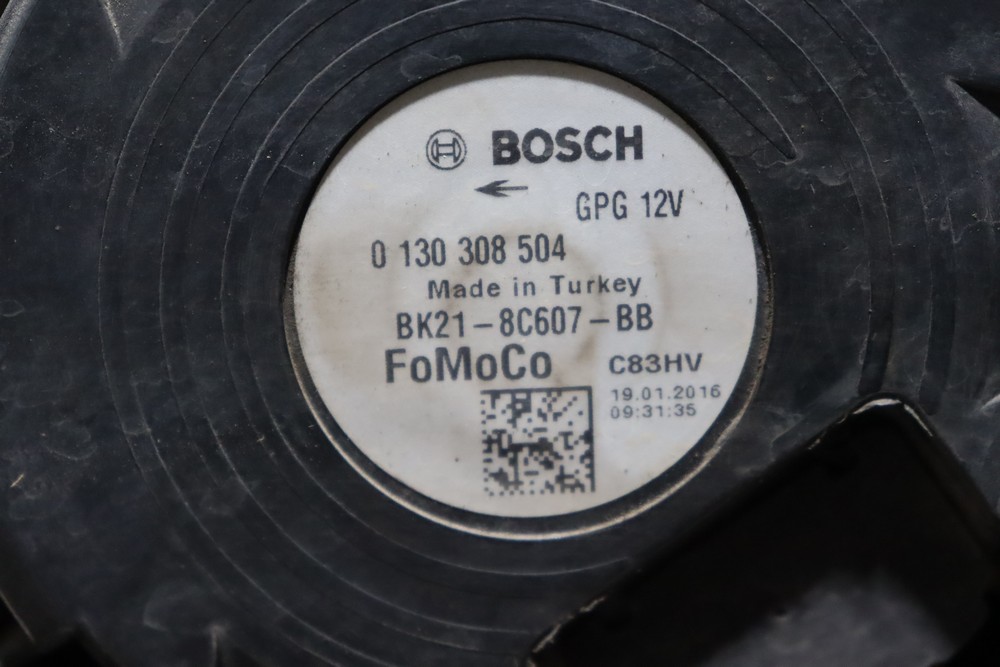 BOSCH
GPG 12V
0 130 308 504
Made in Turkey
BK21-8C607-BB
FoMoCo C83HV
19.01.2016
09:31:35